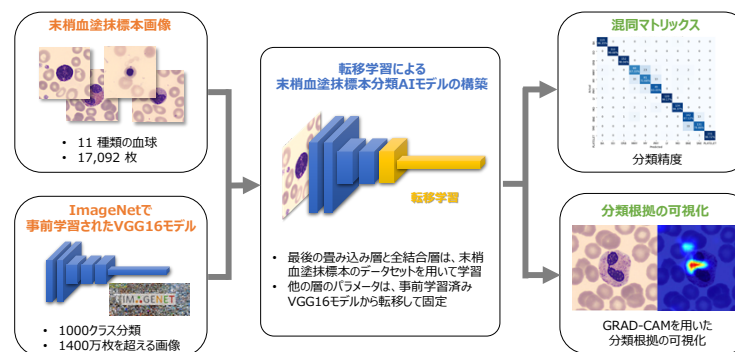 末梢血塗抹標本画像
• 11 種類の血球
• 17,092 枚
ImageNetで
事前学習されたVGG16モデル
IMAGENET
• 1000クラス分類
• 1400万枚を超える画像
転移学習による
末梢血塗抹標本分類AIモデルの構築
転移学習
• 最後の畳み込み層と全結合層は、末梢
血塗抹標本のデータセットを用いて学習
• 他の層のパラメータは、事前学習済み
VGG16モデルから転移して固定
混同マトリックス
分類精度
分類根拠の可視化
GRAD-CAMを用いた
分類根拠の可視化